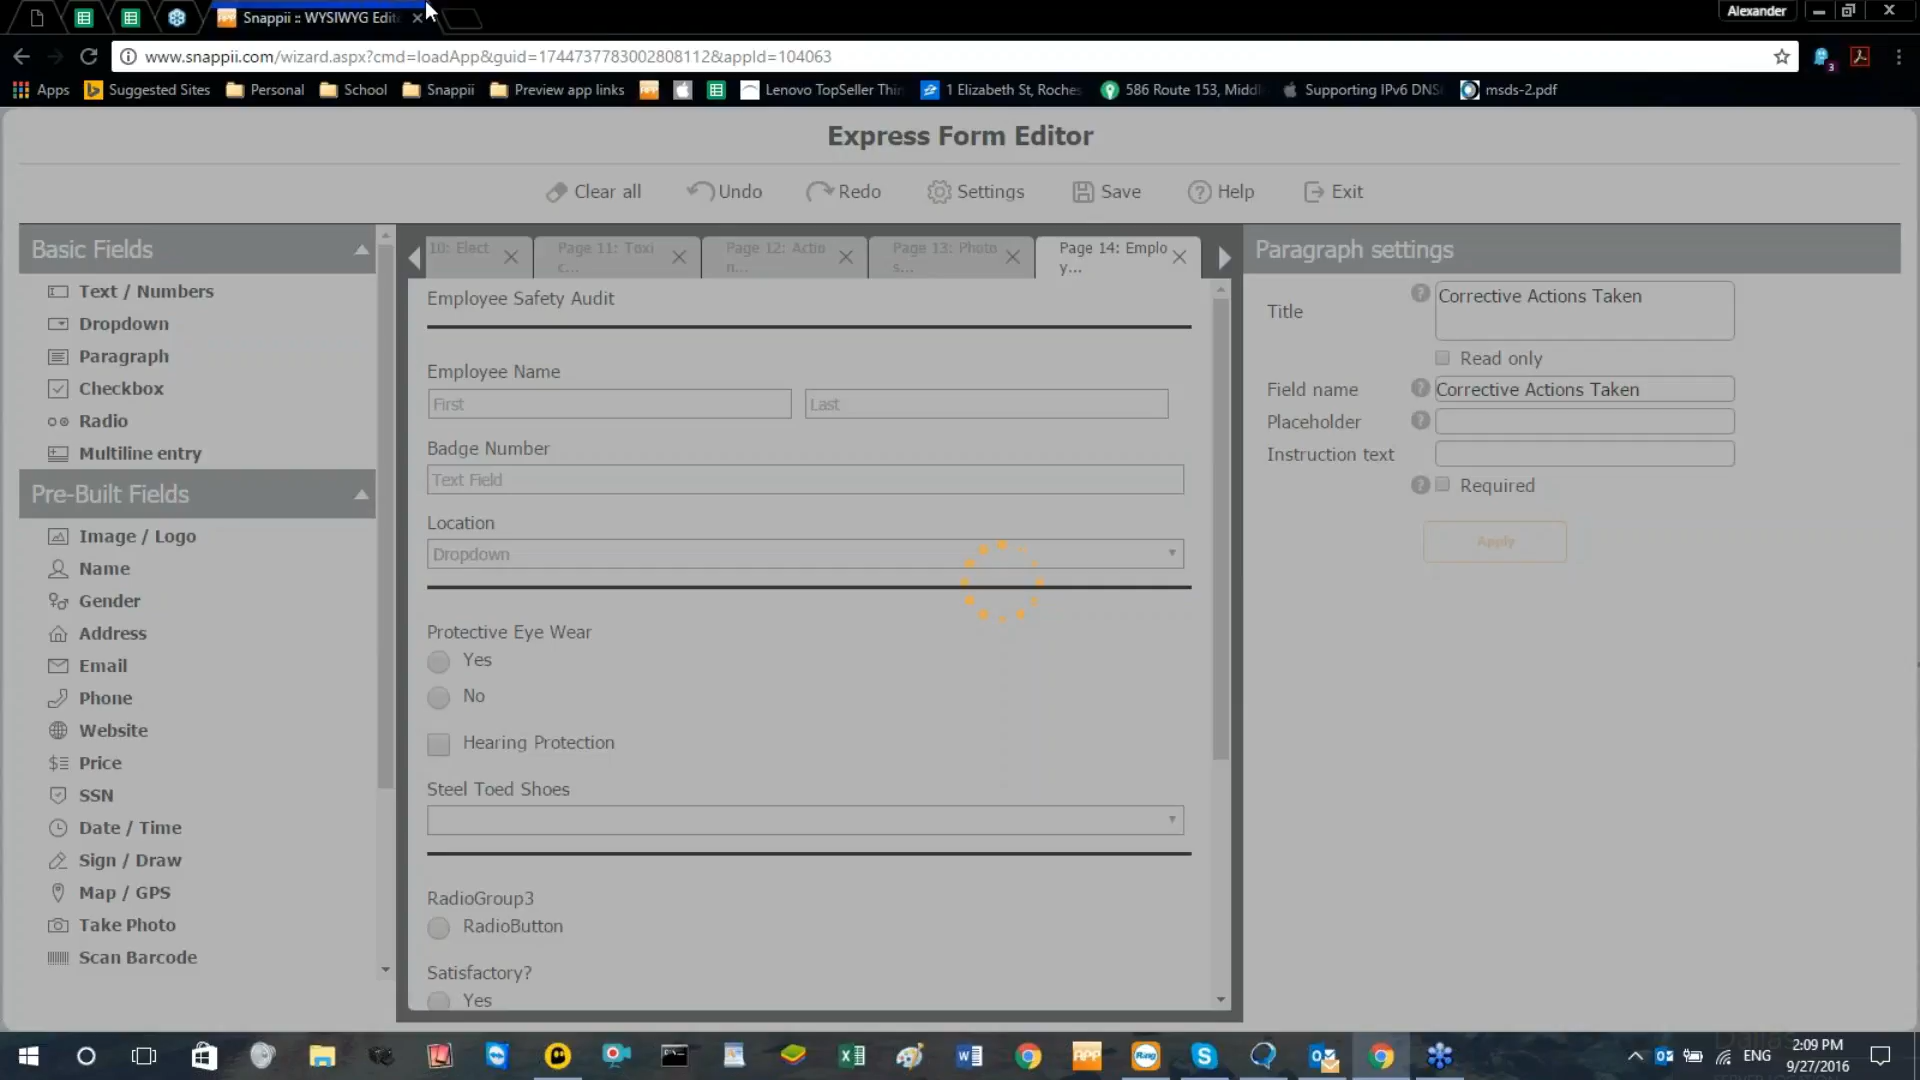 Snappii :: WYSIWYG Edit
Alexander
www.snappii.com/wizard.aspx?cmd=loadApp&guid=1744737783002808112&appId=104063
3
Apps
Suggested Sites
Personal
School
Snappii
Preview app links
Lenovo TopSeller Thin
1 Elizabeth St, Roches
586 Route 153, Middl
Supporting IPv6 DNS
msds-2.pdf
Express Form Editor
Clear all
Undo
Redo
Settings
Save
Help
Exit
Basic Fields
Text / Numbers
Dropdown
Paragraph
Checkbox
Radio
Multiline entry
Pre-Built Fields
Image / Logo
Name
Gender
Address
Email
Phone
Website
Price
SSN
Date / Time
Sign / Draw
Map / GPS
Take Photo
Scan Barcode
10: Elect
Page 11: Toxi
c...
Page 12: Actio
n...
Page 13: Photo
s...
Page 14: Emplo
y...
Employee Safety Audit
Employee Name
First
Last
Badge Number
Text Field
Location
Dropdown
Protective Eye Wear
Yes
No
Hearing Protection
Steel Toed Shoes
RadioGroup3
RadioButton
Satisfactory?
Yes
Paragraph settings
Title
Corrective Actions Taken
Read only
Field name
Corrective Actions Taken
Placeholder
Instruction text
Required
Apply
APP
Ring
ENG
2:09 PM
9/27/2016